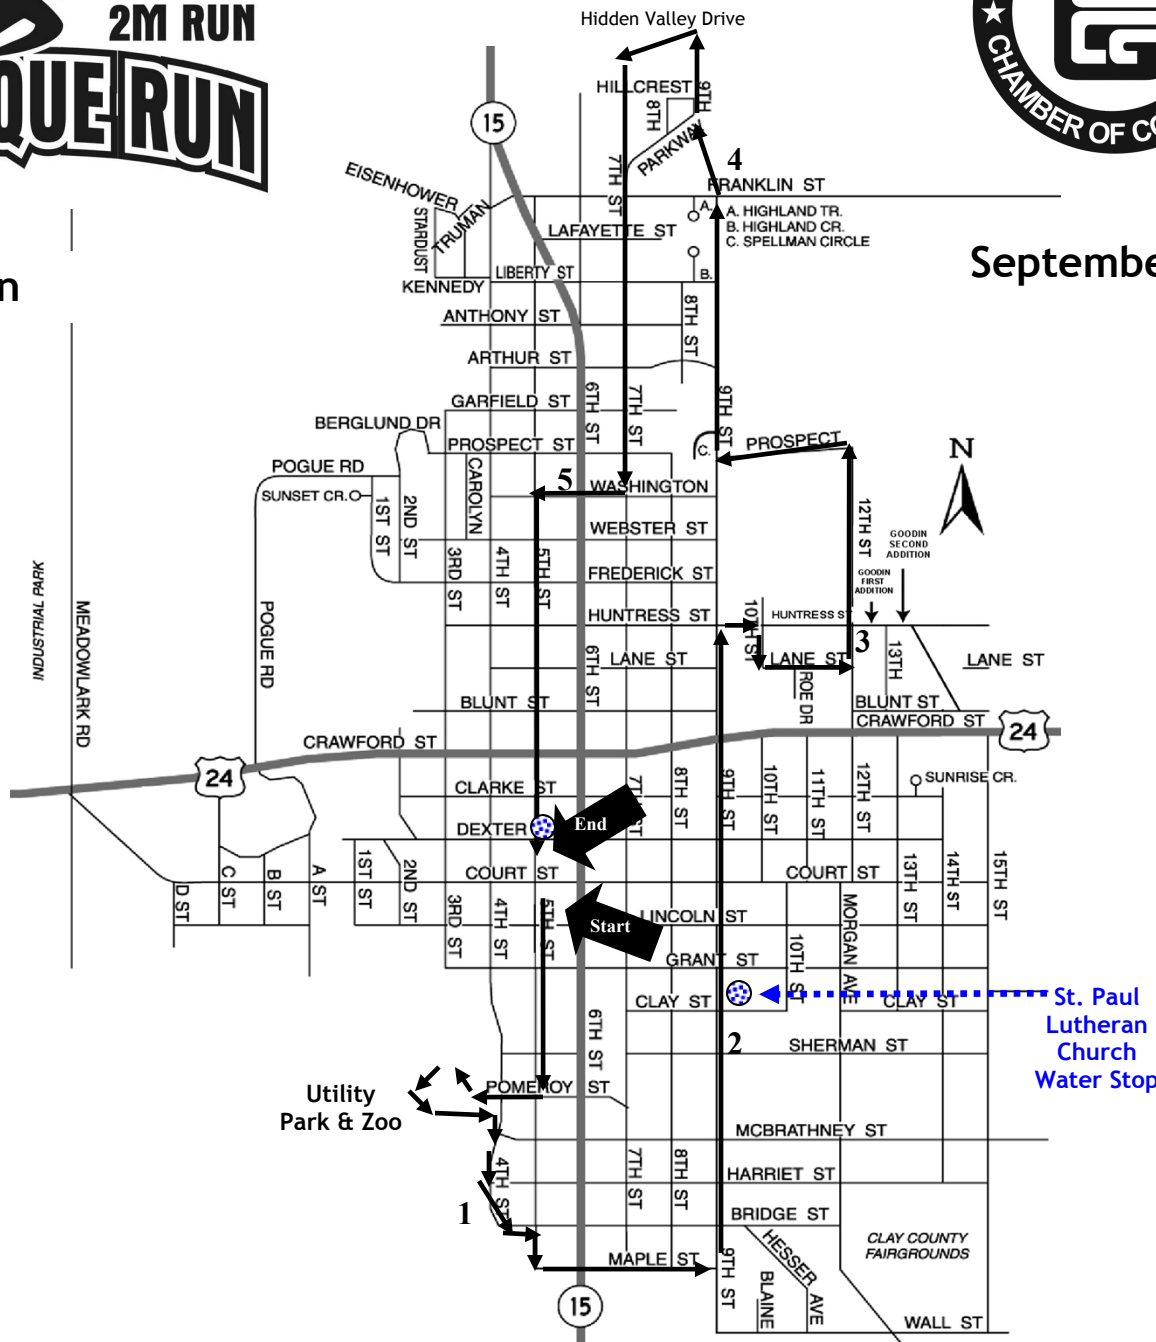 2M RUN
QUE RUN
CHAMBER OF CO
n
Septembe
Hidden Valley Drive
HILLCREST
9TH
8TH
PARKWAY
15
7TH ST
4
EISENHOWER
FRANKLIN ST
STARDUST
TRUMAN
A.
A. HIGHLAND TR.
B. HIGHLAND CR.
C. SPELLMAN CIRCLE
LAFAYETTE ST
LIBERTY ST
B.
KENNEDY
8TH ST
ANTHONY ST
ARTHUR ST
6TH ST
7TH ST
9TH ST
GARFIELD ST
BERGLUND DR
PROSPECT ST
C.
PROSPECT
N
POGUE RD
CAROLYN
5
WASHINGTON
SUNSET CR.
1ST ST
2ND ST
12TH ST
WEBSTER ST
GOODIN
SECOND
ADDITION
3RD ST
4TH ST
5TH ST
FREDERICK ST
GOODIN
FIRST
ADDITION
INDUSTRIAL PARK
MEADOWLARK RD
POGUE RD
HUNTRESS ST
10TH ST
HUNTRESS ST
3
6TH ST
LANE ST
LANE ST
13TH
LANE ST
ROE DR
BLUNT ST
BLUNT ST
CRAWFORD ST
24
CRAWFORD ST
24
CLARKE ST
7TH ST
8TH ST
9TH ST
10TH ST
11TH ST
12TH ST
SUNRISE CR.
DEXTER
End
COURT ST
COURT ST
D ST
C ST
B ST
A ST
1ST ST
2ND ST
13TH ST
14TH ST
15TH ST
3RD ST
4TH ST
5TH ST
Start
LINCOLN ST
MORGAN AVE
GRANT ST
10TH ST
CLAY ST
CLAY ST
St. Paul
Lutheran
Church
Water Stop
6TH ST
2
SHERMAN ST
Utility
Park & Zoo
POMEROY ST
MCBRATHNEY ST
4TH ST
7TH ST
8TH ST
HARRIET ST
1
BRIDGE ST
CLAY COUNTY
FAIRGROUNDS
MAPLE ST
9TH ST
HESSER AVE
BLAINE
15
WALL ST